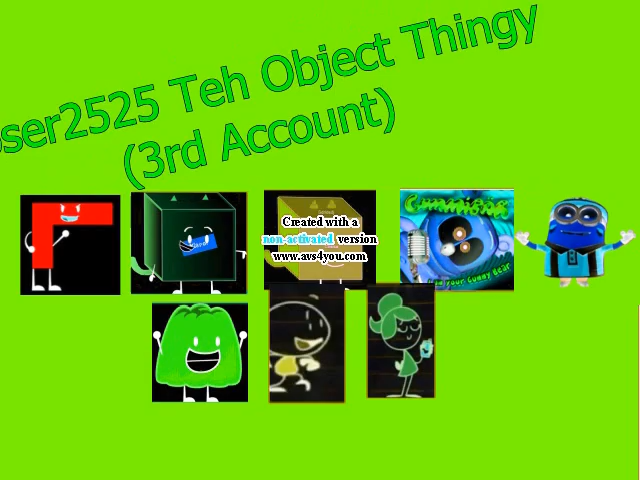 ser2525 Teh Object Thingy
(3rd Account)
Created with a
non-activated version
www.avs4you.com